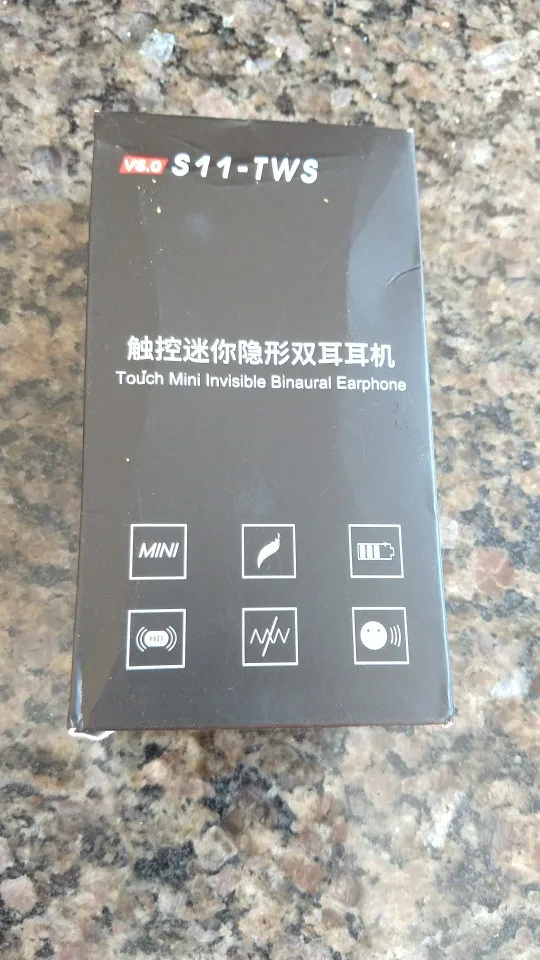 V5.0 S11-TWS
触控迷你隐形双耳耳机
Touch Mini Invisible Binaural Earphone
MINI
HD